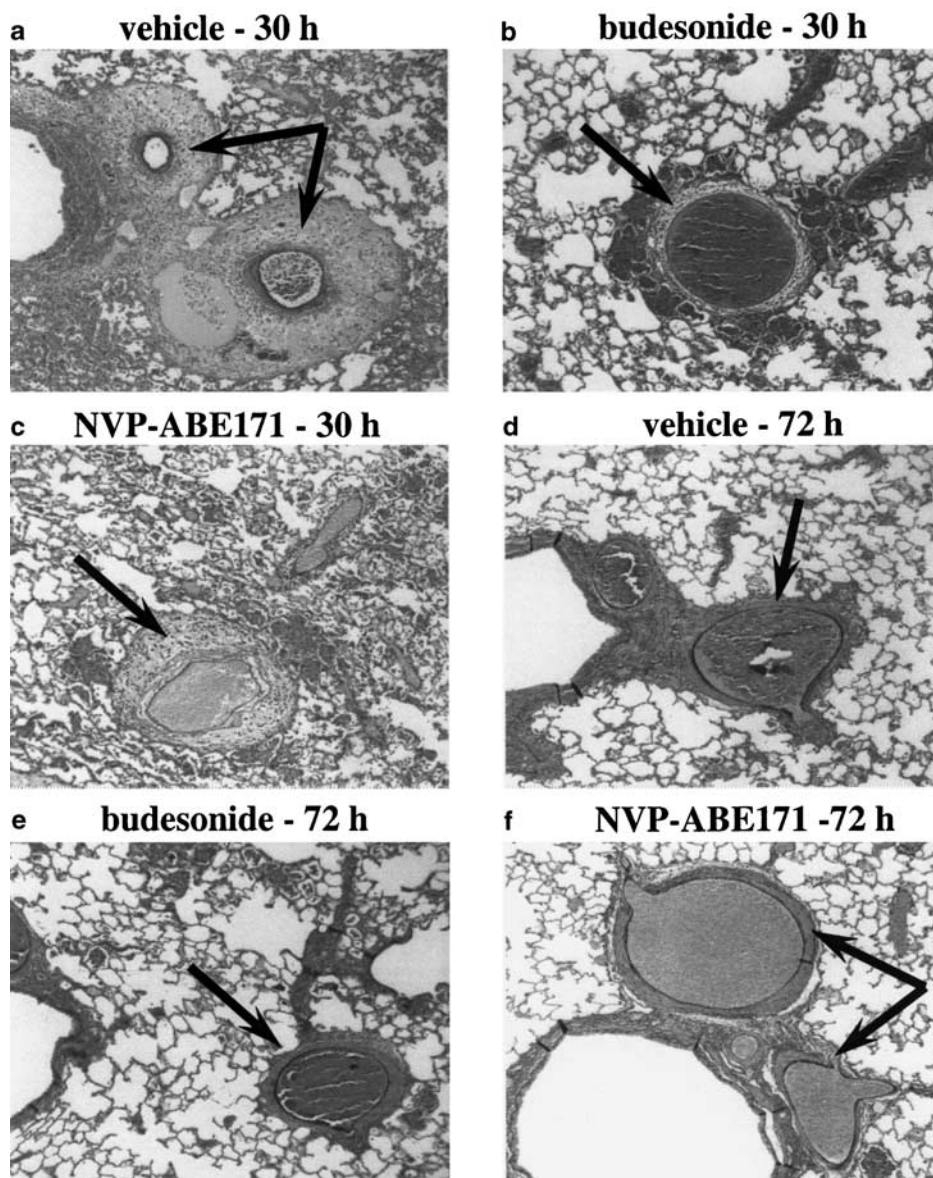 a vehicle - 30 h
b budesonide - 30 h
c NVP-ABE171 - 30 h
d vehicle - 72 h
e budesonide - 72 h
f NVP-ABE171 -72 h